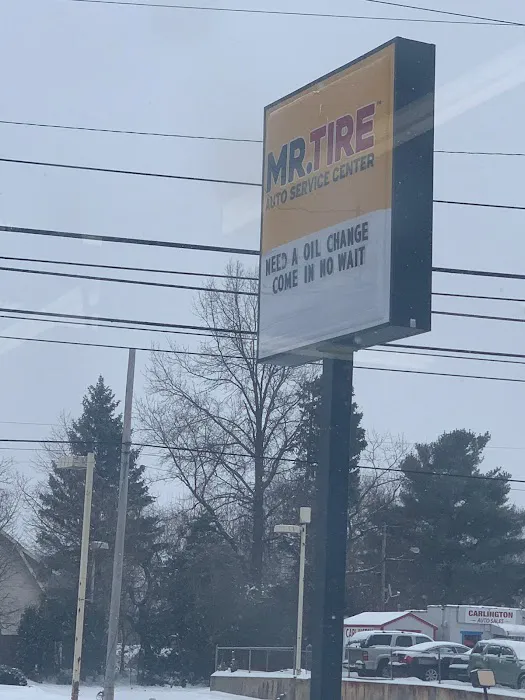 MR.TIRE
AUTO SERVICE CENTER
NEED A OIL CHANGE
COME IN NO WAIT
CARLINGTON
AUTO SALES